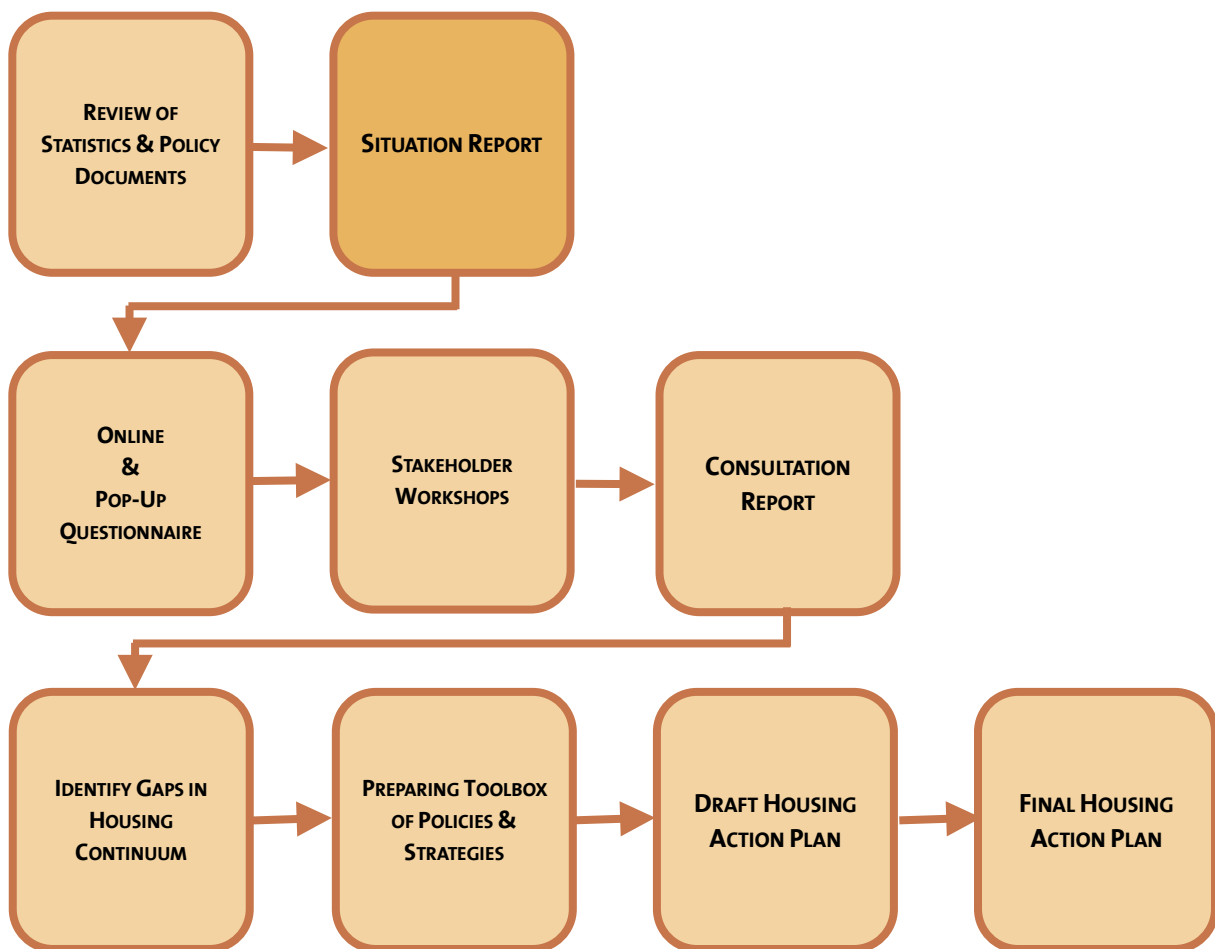 Review of
Statistics & Policy
Documents
Situation Report
Online
&
Pop-Up
Questionnaire
Stakeholder
Workshops
Consultation
Report
Identify Gaps in
Housing
Continuum
Preparing Toolbox
of Policies &
Strategies
Draft Housing
Action Plan
Final Housing
Action Plan